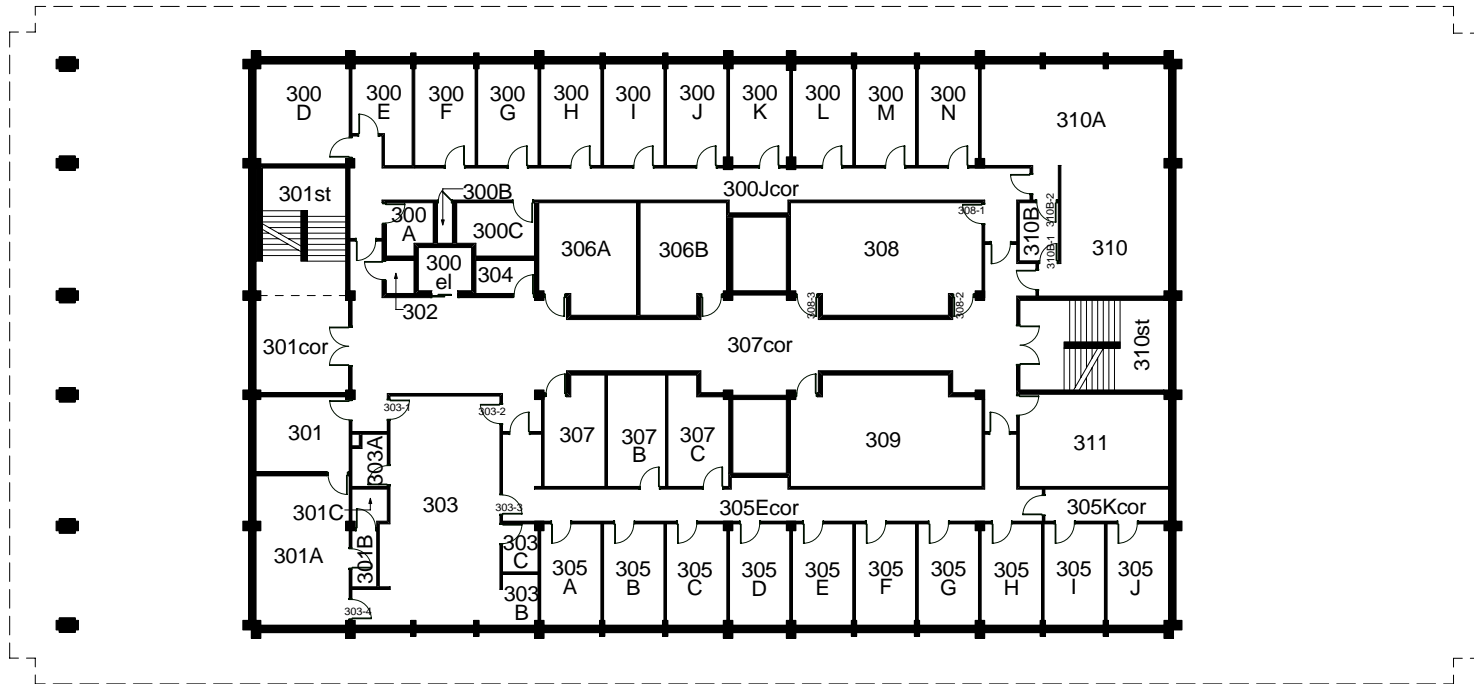 300
D
300
E
300
F
300
G
300
H
300
I
300
J
300
K
300
L
300
M
300
N
310A
301st
300B
300Jcor
300
A
300C
308-1
310B
310B-2
310B-1
306A
306B
308
310
300
el
304
302
308-3
308-2
301cor
307cor
310st
303-1
303-2
301
303A
307
307
B
307
C
309
311
303
301C
303-3
305Ecor
305Kcor
301A
301B
303
C
303
B
305
A
305
B
305
C
305
D
305
E
305
F
305
G
305
H
305
I
305
J
303-4